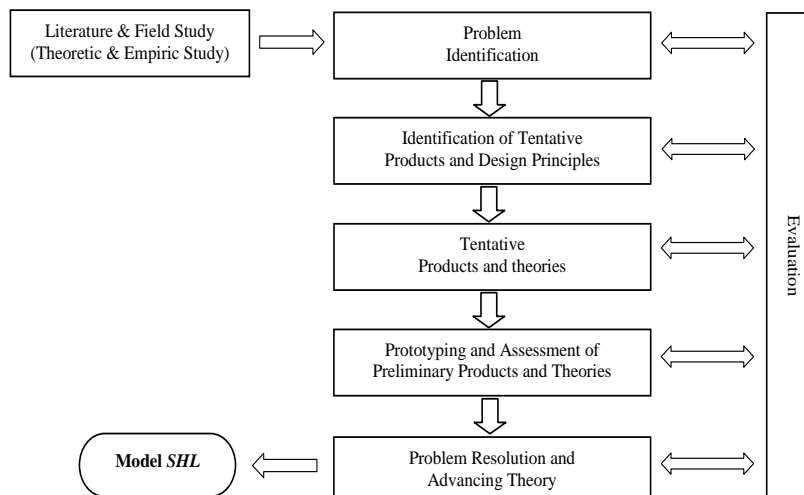 Literature & Field Study
(Theoretic & Empiric Study)
Problem
Identification
Identification of Tentative
Products and Design Principles
Tentative
Products and theories
Prototyping and Assessment of
Preliminary Products and Theories
Problem Resolution and
Advancing Theory
Model SHL
Evaluation